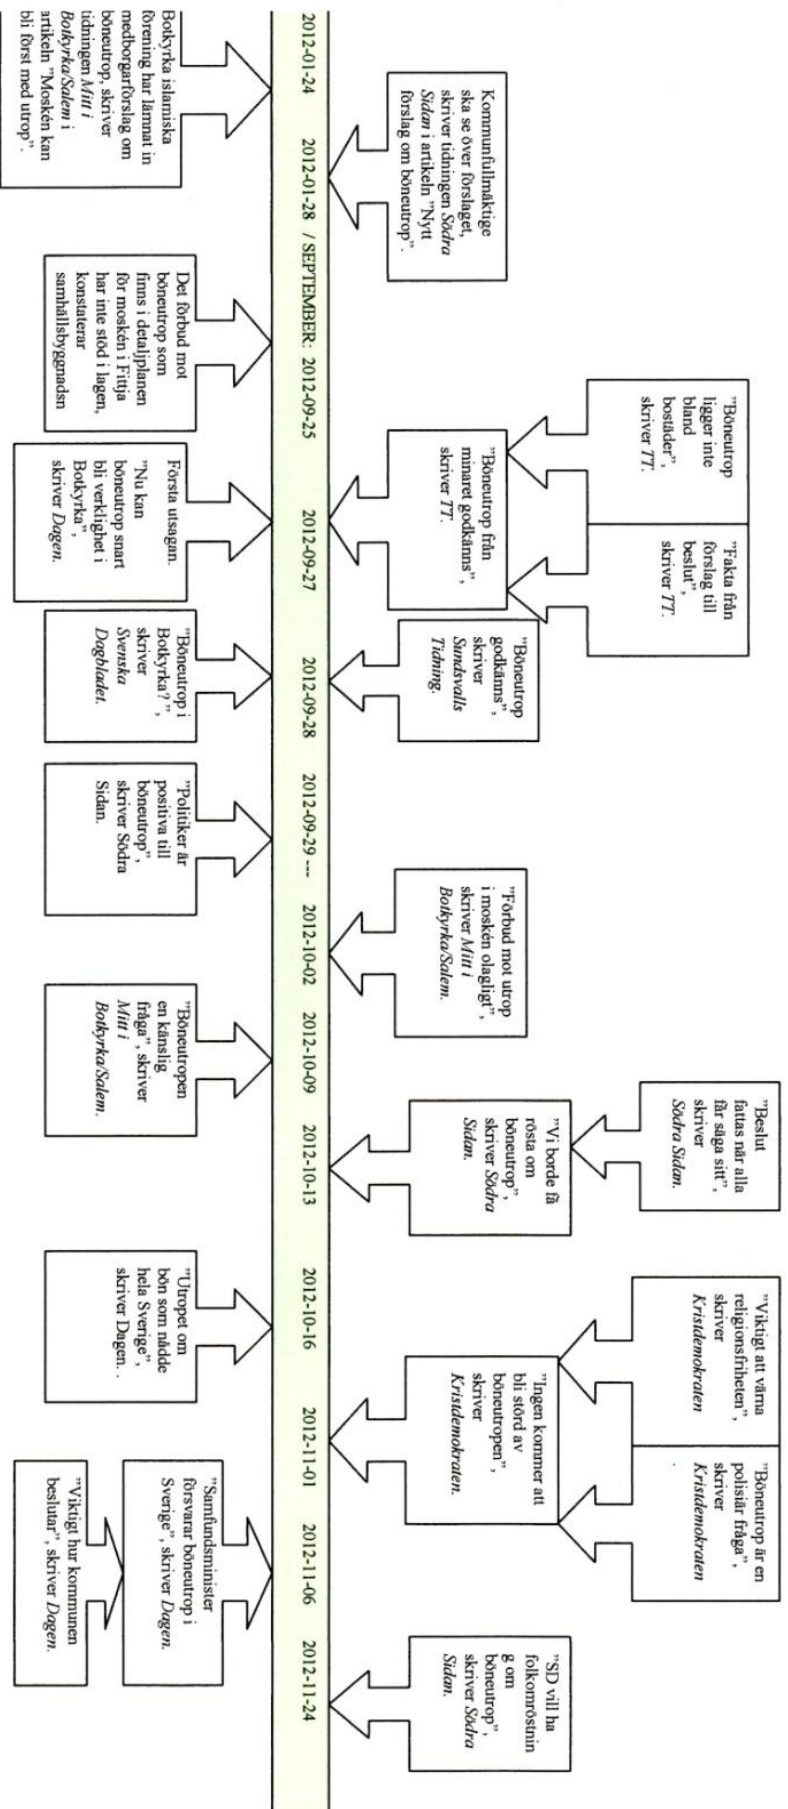 "Böneutrop
ligger inte
bland
bostäder",
skriver TT.
"Fakta från
förslag till
beslut",
skriver TT.
"Beslut
fattas när alla
får säga sitt",
skriver
Södra Sidan.
"Viktigt att värna
religionsfriheten",
skriver
Kristdemokraten
"Böneutrop är en
polisiär fråga",
skriver
Kristdemokraten
.
Kommunfullmäktige
ska se över förslaget,
skriver tidningen Södra
Sidan i artikeln "Nytt
förslag om böneutrop".
"Böneutrop från
minaret godkänns",
skriver TT.
"Böneutrop
godkänns",
skriver
Sundsvalls
Tidning.
"Förbud mot utrop
i moskén olagligt",
skriver Mitt i
Botkyrka/Salem.
"Vi borde få
rösta om
böneutrop",
skriver Södra
Sidan.
"Ingen kommer att
bli störd av
böneutropen",
skriver
Kristdemokraten.
"SD vill ha
folkomröstnin
g om
böneutrop",
skriver Södra
Sidan.
2012-01-24 2012-01-28 / SEPTEMBER: 2012-09-25 2012-09-27 2012-09-28 2012-09-29 --- 2012-10-02 2012-10-09 2012-10-13 2012-10-16 2012-11-01 2012-11-06 2012-11-24
Botkyrka islamiska
förening har lämnat in
medborgarförslag om
böneutrop, skriver
tidningen Mitt i
Botkyrka/Salem i
artikeln "Moskén kan
bli först med utrop".
Det förbud mot
böneutrop som
finns i detaljplanen
för moskén i Fittja
har inte stöd i lagen,
konstaterar
samhällsbyggnadsn
Första utsagan.
"Nu kan
böneutrop snart
bli verklighet i
Botkyrka",
skriver Dagen.
"Böneutrop i
Botkyrka?",
skriver
Svenska
Dagbladet.
"Politiker är
positiva till
böneutrop",
skriver Södra
Sidan.
"Böneutropen
en känslig
fråga", skriver
Mitt i
Botkyrka/Salem.
"Utropet om
bön som nådde
hela Sverige",
skriver Dagen. .
"Samfundsminister
försvarar böneutrop i
Sverige", skriver Dagen.
"Viktigt hur kommunen
beslutar", skriver Dagen.